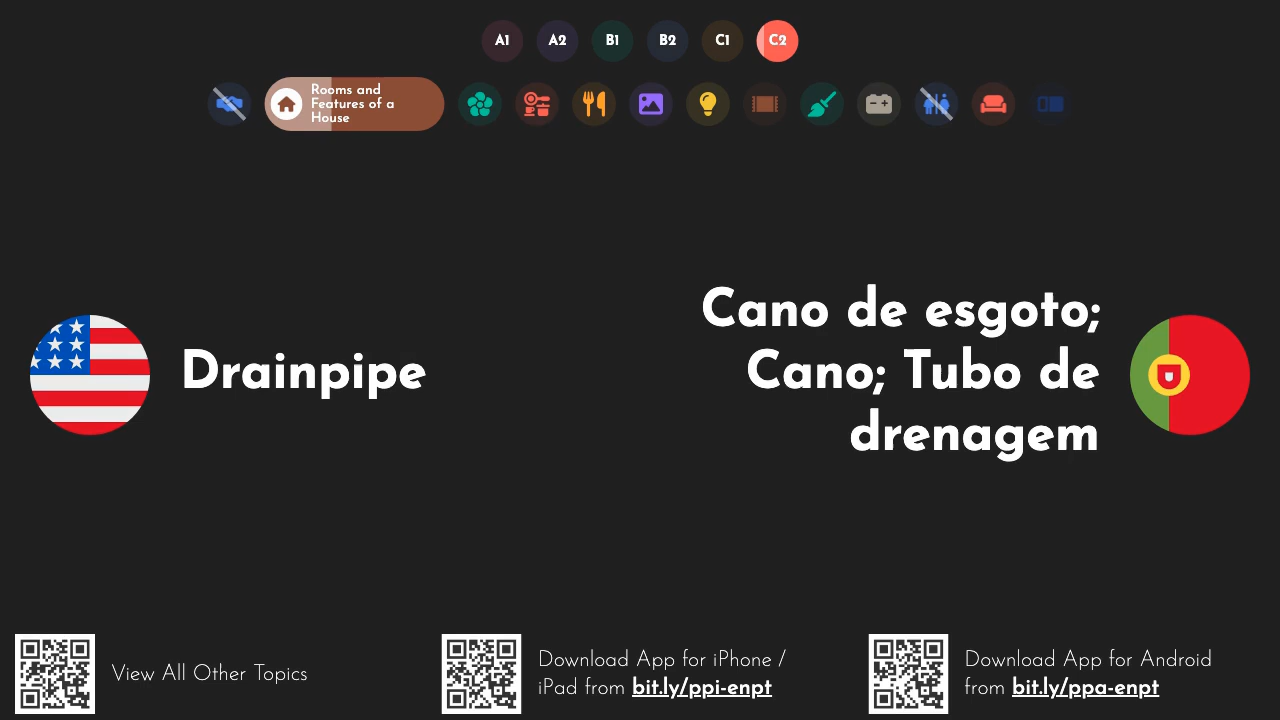 A1 A2 B1 B2 C1 C2
Rooms and
Features of a
House
Drainpipe
Cano de esgoto;
Cano; Tubo de
drenagem
View All Other Topics
Download App for iPhone /
iPad from bit.ly/ppi-enpt
Download App for Android
from bit.ly/ppa-enpt